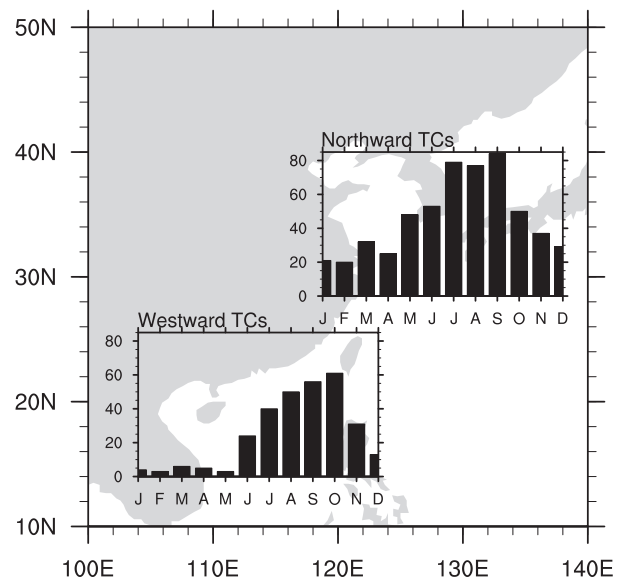 50N
Northward TCs
40N
80
60
40
20
0
J F M A M J J A S O N D
30N
Westward TCs
80
60
40
20
0
J F M A M J J A S O N D
20N
10N
100E 110E 120E 130E 140E